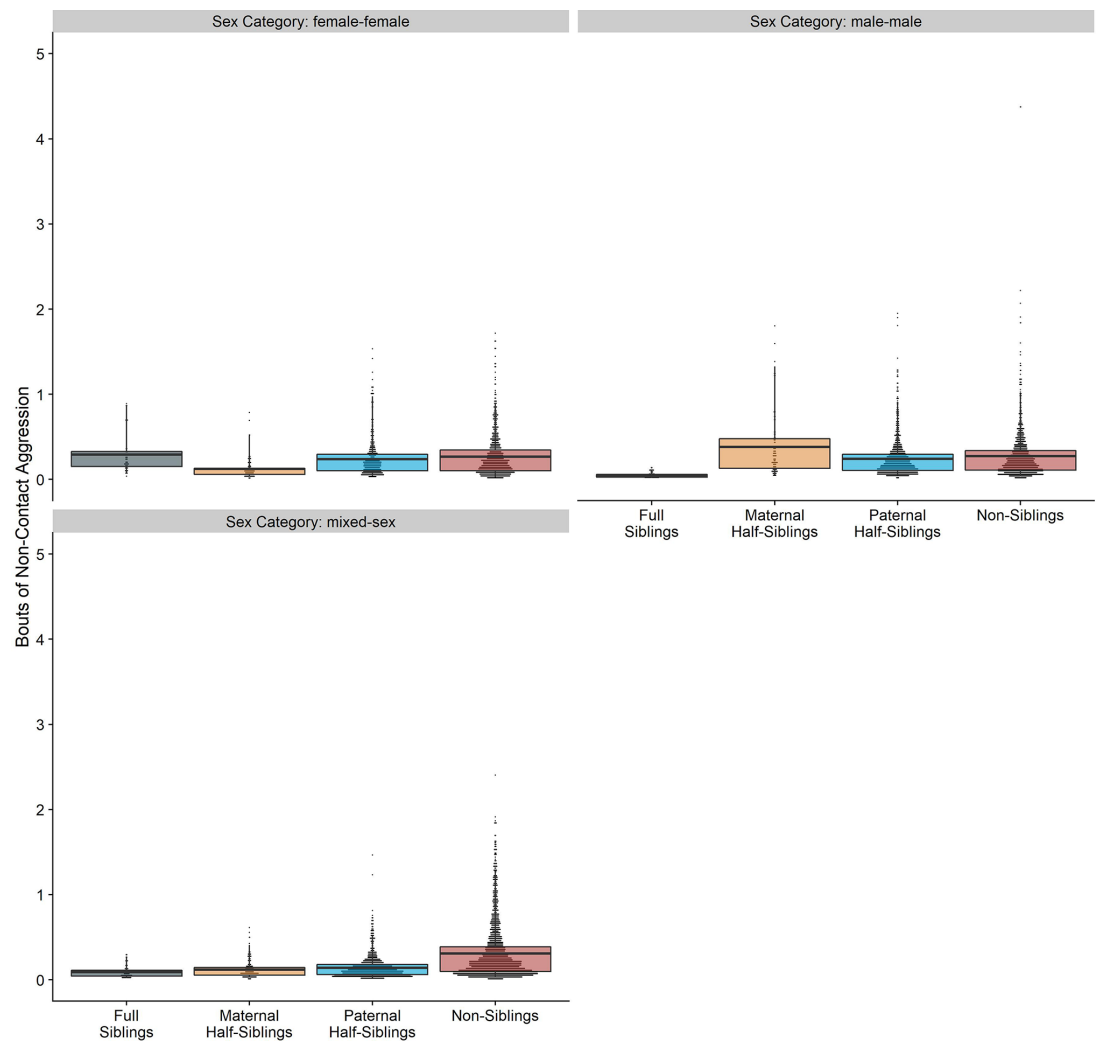 Sex Category: female-female
Sex Category: male-male
5
4
3
2
1
0
Full
Siblings
Maternal
Half-Siblings
Paternal
Half-Siblings
Non-Siblings
Bouts of Non-Contact Aggression
Sex Category: mixed-sex
5
4
3
2
1
0
Full
Siblings
Maternal
Half-Siblings
Paternal
Half-Siblings
Non-Siblings